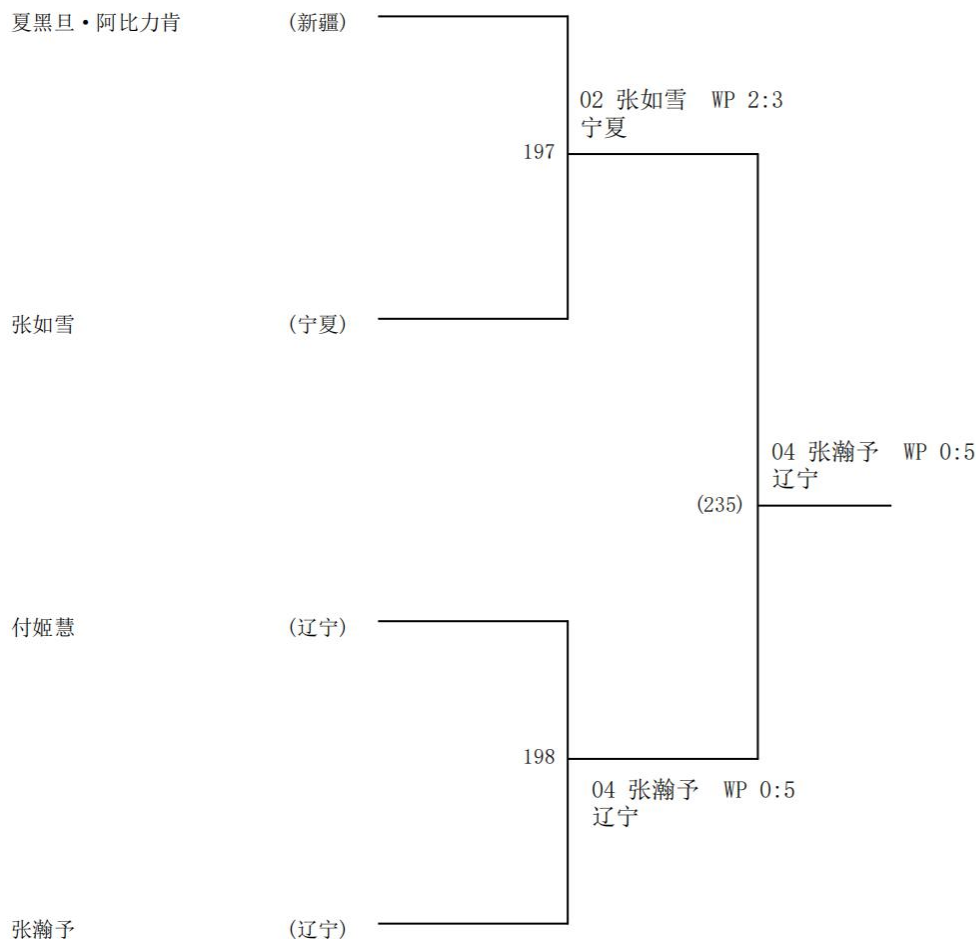 夏黑旦·阿比力肯 (新疆)
02 张如雪 WP 2:3
宁夏
197
张如雪 (宁夏)
04 张瀚予 WP 0:5
辽宁
(235)
付姬慧 (辽宁)
198
04 张瀚予 WP 0:5
辽宁
张瀚予 (辽宁)